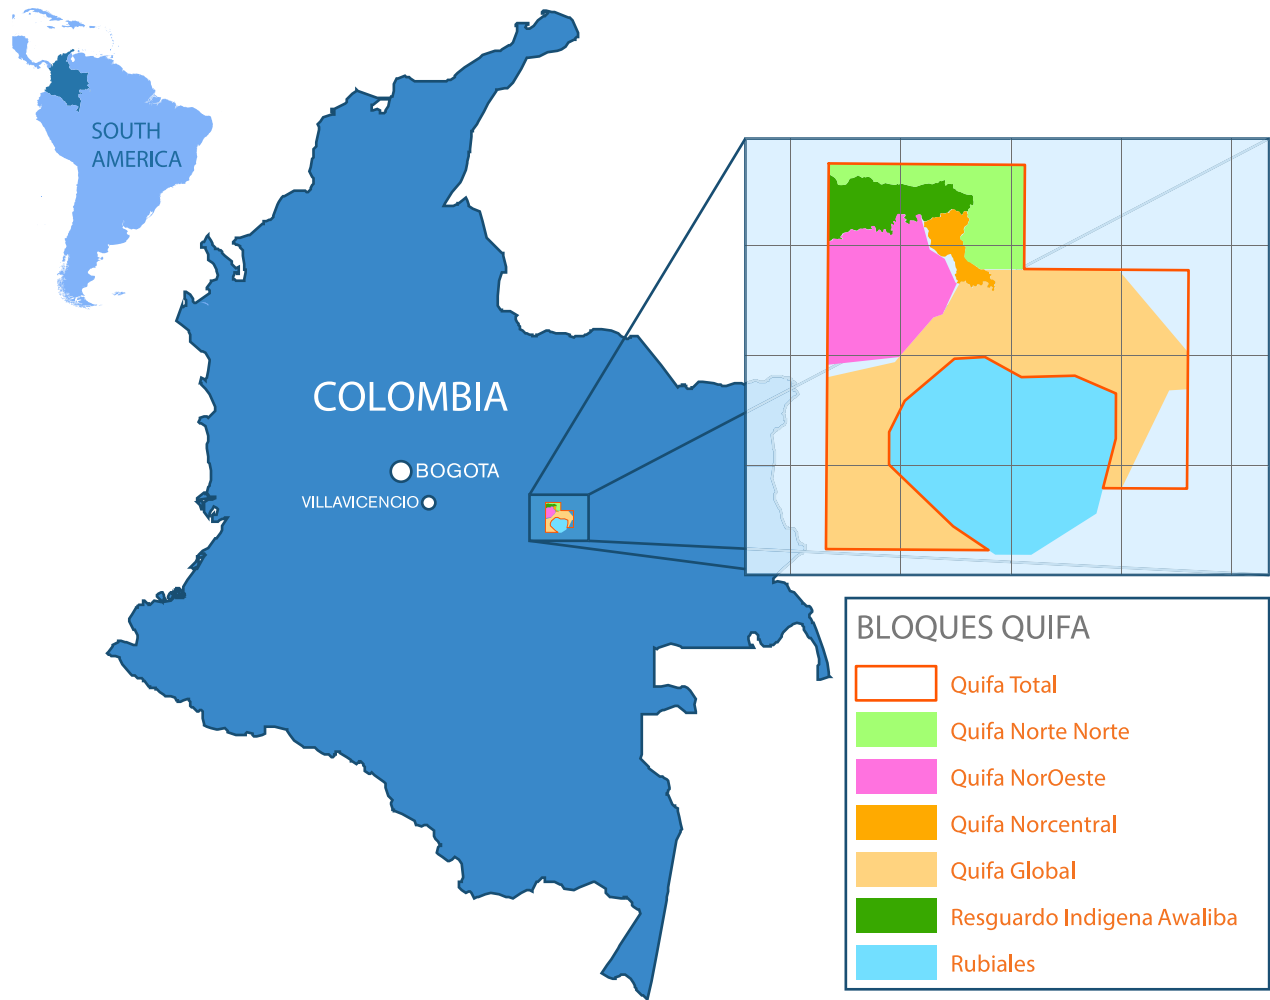 SOUTH
AMERICA
COLOMBIA
BOGOTA
VILLAVICENCIO
BLOQUES QUIFA
Quifa Total
Quifa Norte Norte
Quifa NorOeste
Quifa Norcentral
Quifa Global
Resguardo Indigena Awaliba
Rubiales